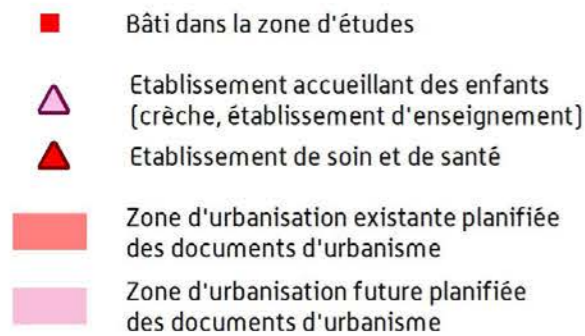 Bâti dans la zone d'études
Etablissement accueillant des enfants
(crèche, établissement d'enseignement)
Etablissement de soin et de santé
Zone d'urbanisation existante planifiée
des documents d'urbanisme
Zone d'urbanisation future planifiée
des documents d'urbanisme